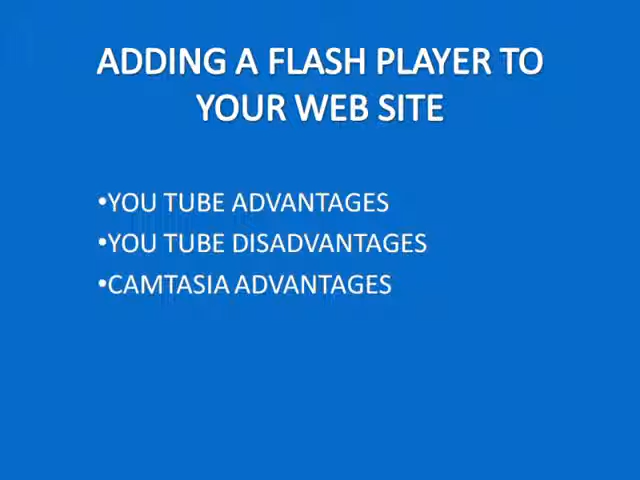 ADDING A FLASH PLAYER TO
YOUR WEB SITE
•YOU TUBE ADVANTAGES
•YOU TUBE DISADVANTAGES
•CAMTASIA ADVANTAGES